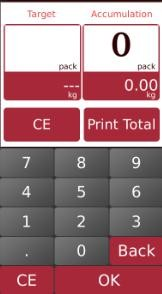 Target Accumulation
0
pack pack
--- 0.00
kg kg
CE Print Total
7 8 9
4 5 6
1 2 3
. 0 Back
CE OK